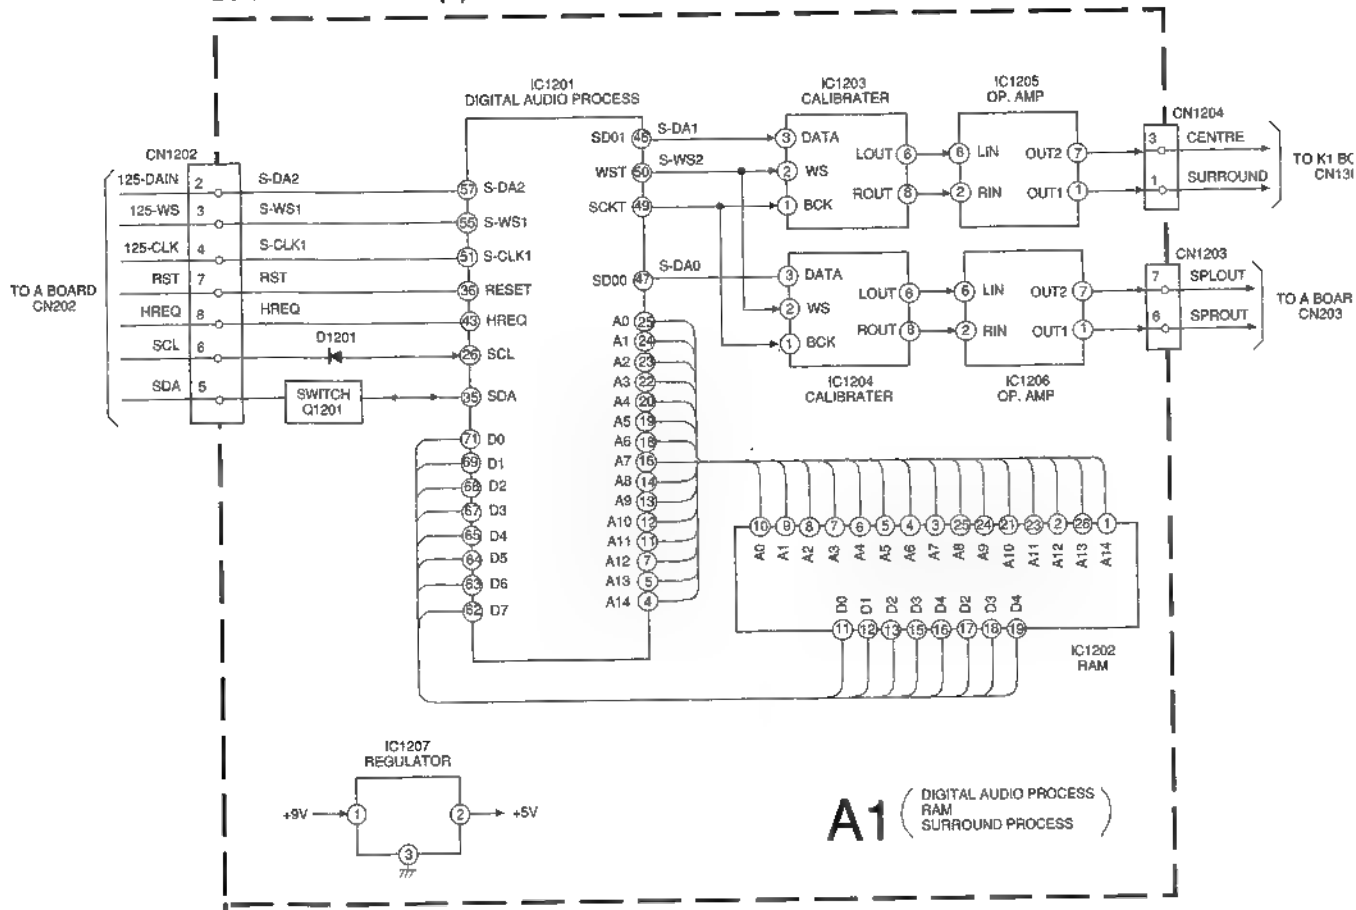 IC1201
DIGITAL AUDIO PROCESS
IC1203
CALIBRATER
IC1205
OP. AMP
CN1204
CN1202
125-DAIN 2 S-DA2
57 S-DA2
125-WS 3 S-WS1
55 S-WS1
125-CLK 4 S-CLK1
51 S-CLK1
RST 7 RST
36 RESET
HREQ 8 HREQ
43 HREQ
SCL 6 D1201
26 SCL
SDA 5 SWITCH
Q1201
35 SDA
TO A BOARD
CN202
SD01 S-DA1
WST 50 S-WS2
SCKT 49
SD00 47 S-DA0
3 DATA
2 WS
1 BCK
LOUT 6
ROUT 8
6 LIN
2 RIN
OUT2 7
OUT1 1
3 CENTRE
1 SURROUND
TO K1
3 DATA
2 WS
1 BCK
LOUT 6
ROUT 8
6 LIN
2 RIN
OUT2 7
OUT1 1
CN1203
7 SPLOUT
6 SPROUT
TO A
CN203
IC1204
CALIBRATER
IC1206
OP. AMP
71 D0
69 D1
68 D2
67 D3
65 D4
64 D5
63 D6
62 D7
A0 25
A1 24
A2 23
A3 22
A4 20
A5 19
A6 18
A7 16
A8 14
A9 13
A10 12
A11 11
A12 7
A13 5
A14 4
10 9 8 7 6 5 4 3 25 24 21 23 2 26 1
A0 A1 A2 A3 A4 A5 A6 A7 A8 A9 A10 A11 A12 A13 A14
D0 D1 D2 D3 D4 D2 D3 D4
11 12 13 15 16 17 18 19
IC1202
RAM
IC1207
REGULATOR
+9V 1 2 +5V
3
A1
DIGITAL AUDIO PROCESS
RAM
SURROUND PROCESS